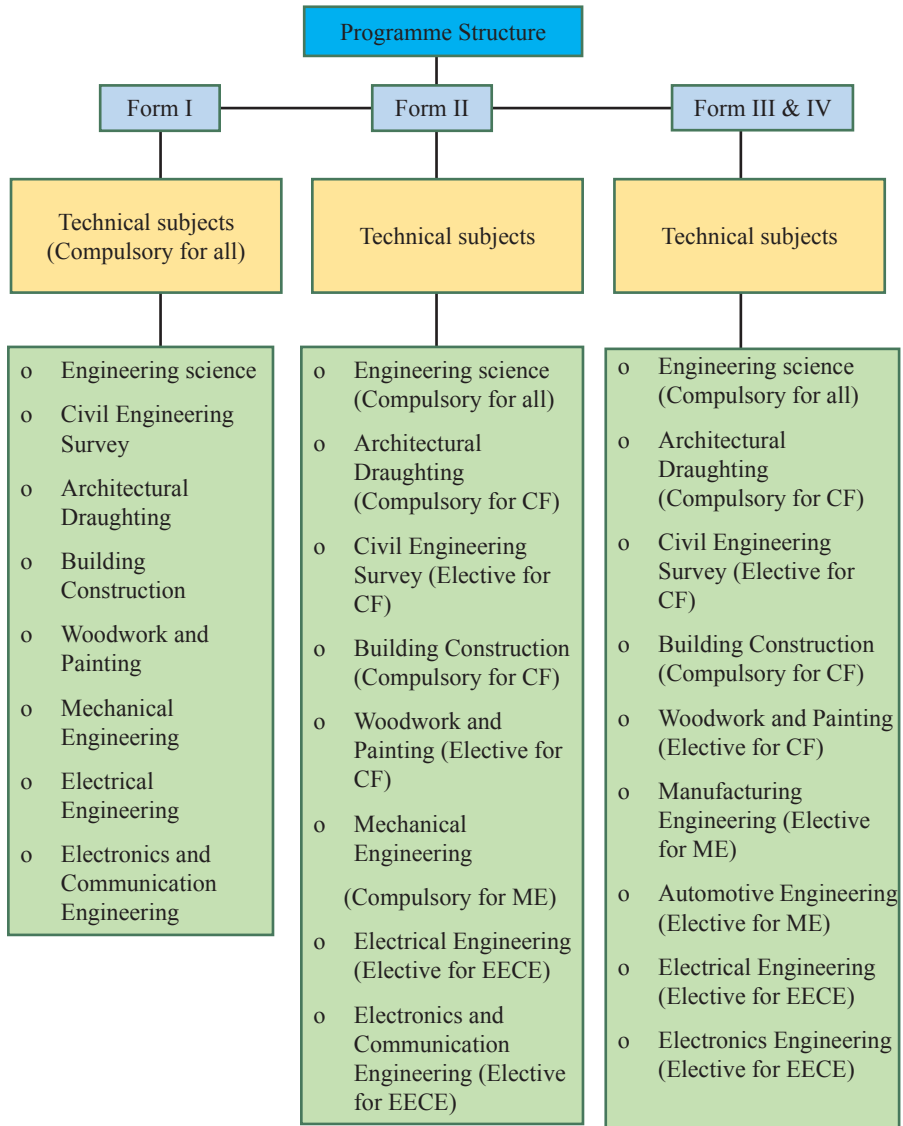 Programme Structure
Form I
Form II
Form III & IV
Technical subjects
(Compulsory for all)
Technical subjects
Technical subjects
o Engineering science
o Civil Engineering
Survey
o Architectural
Draughting
o Building
Construction
o Woodwork and
Painting
o Mechanical
Engineering
o Electrical
Engineering
o Electronics and
Communication
Engineering
o Engineering science
(Compulsory for all)
o Architectural
Draughting
(Compulsory for CF)
o Civil Engineering
Survey (Elective for
CF)
o Building Construction
(Compulsory for CF)
o Woodwork and
Painting (Elective for
CF)
o Mechanical
Engineering
(Compulsory for ME)
o Electrical Engineering
(Elective for EECE)
o Electronics and
Communication
Engineering (Elective
for EECE)
o Engineering science
(Compulsory for all)
o Architectural
Draughting
(Compulsory for CF)
o Civil Engineering
Survey (Elective for
CF)
o Building Construction
(Compulsory for CF)
o Woodwork and Painting
(Elective for CF)
o Manufacturing
Engineering (Elective
for ME)
o Automotive Engineering
(Elective for ME)
o Electrical Engineering
(Elective for EECE)
o Electronics Engineering
(Elective for EECE)